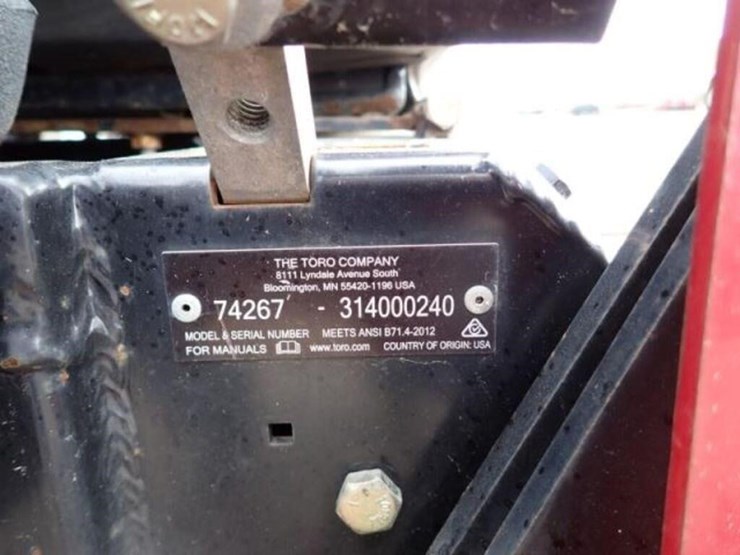 THE TORO COMPANY
8111 Lyndale Avenue South
Bloomington, MN 55420-1196 USA
74267 - 314000240
MODEL & SERIAL NUMBER MEETS ANSI B71.4-2012
FOR MANUALS www.toro.com COUNTRY OF ORIGIN: USA